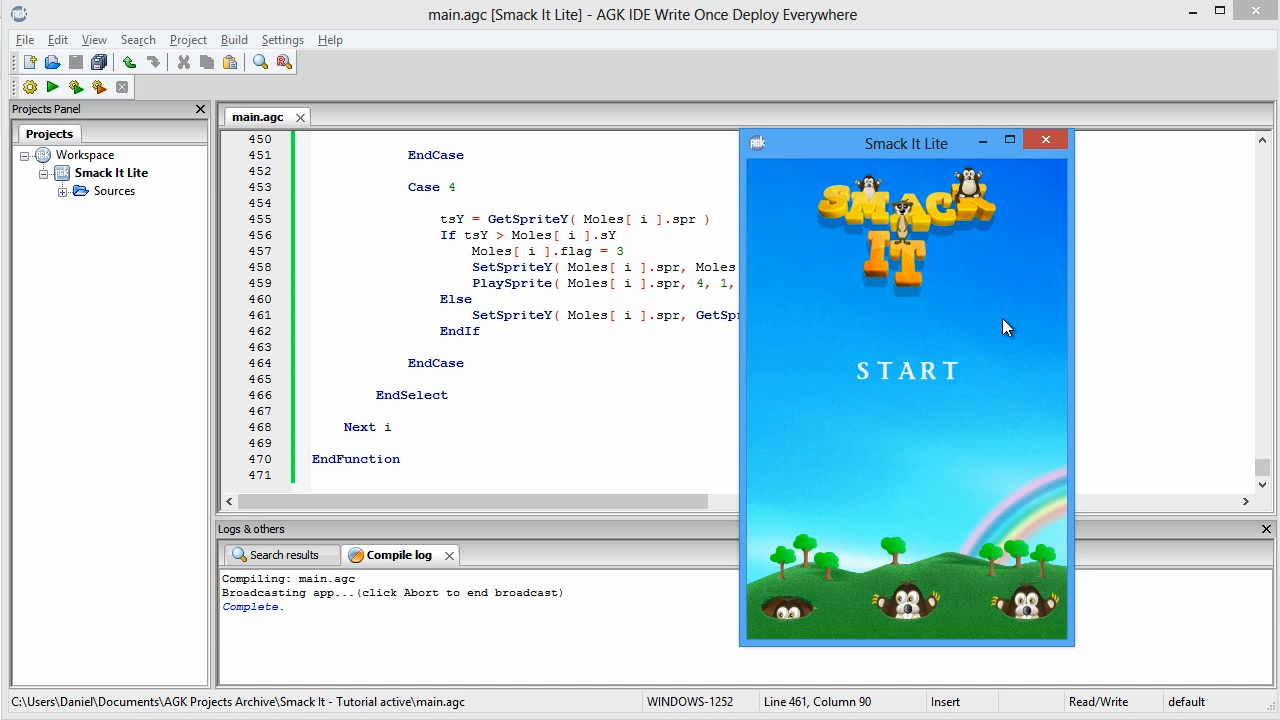 main.agc [Smack It Lite] - AGK IDE Write Once Deploy Everywhere
File Edit View Search Project Build Settings Help
Projects Panel
Projects
Workspace
Smack It Lite
Sources
main.agc
450
451 EndCase
452
453 Case 4
454
455 tsY = GetSpriteY( Moles[ i ].spr )
456 If tsY > Moles[ i ].sY
457 Moles[ i ].flag = 3
458 SetSpriteY( Moles[ i ].spr, Moles
459 PlaySprite( Moles[ i ].spr, 4, 1,
460 Else
461 SetSpriteY( Moles[ i ].spr, GetSpr
462 EndIf
463
464 EndCase
465
466 EndSelect
467
468 Next i
469
470 EndFunction
471
Smack It Lite
SMACK
IT
START
Logs & others
Search results Compile log
Compiling: main.agc
Broadcasting app...(click Abort to end broadcast)
Complete.
C:\Users\Daniel\Documents\AGK Projects Archive\Smack It - Tutorial active\main.agc WINDOWS-1252 Line 461, Column 90 Insert Read/Write default